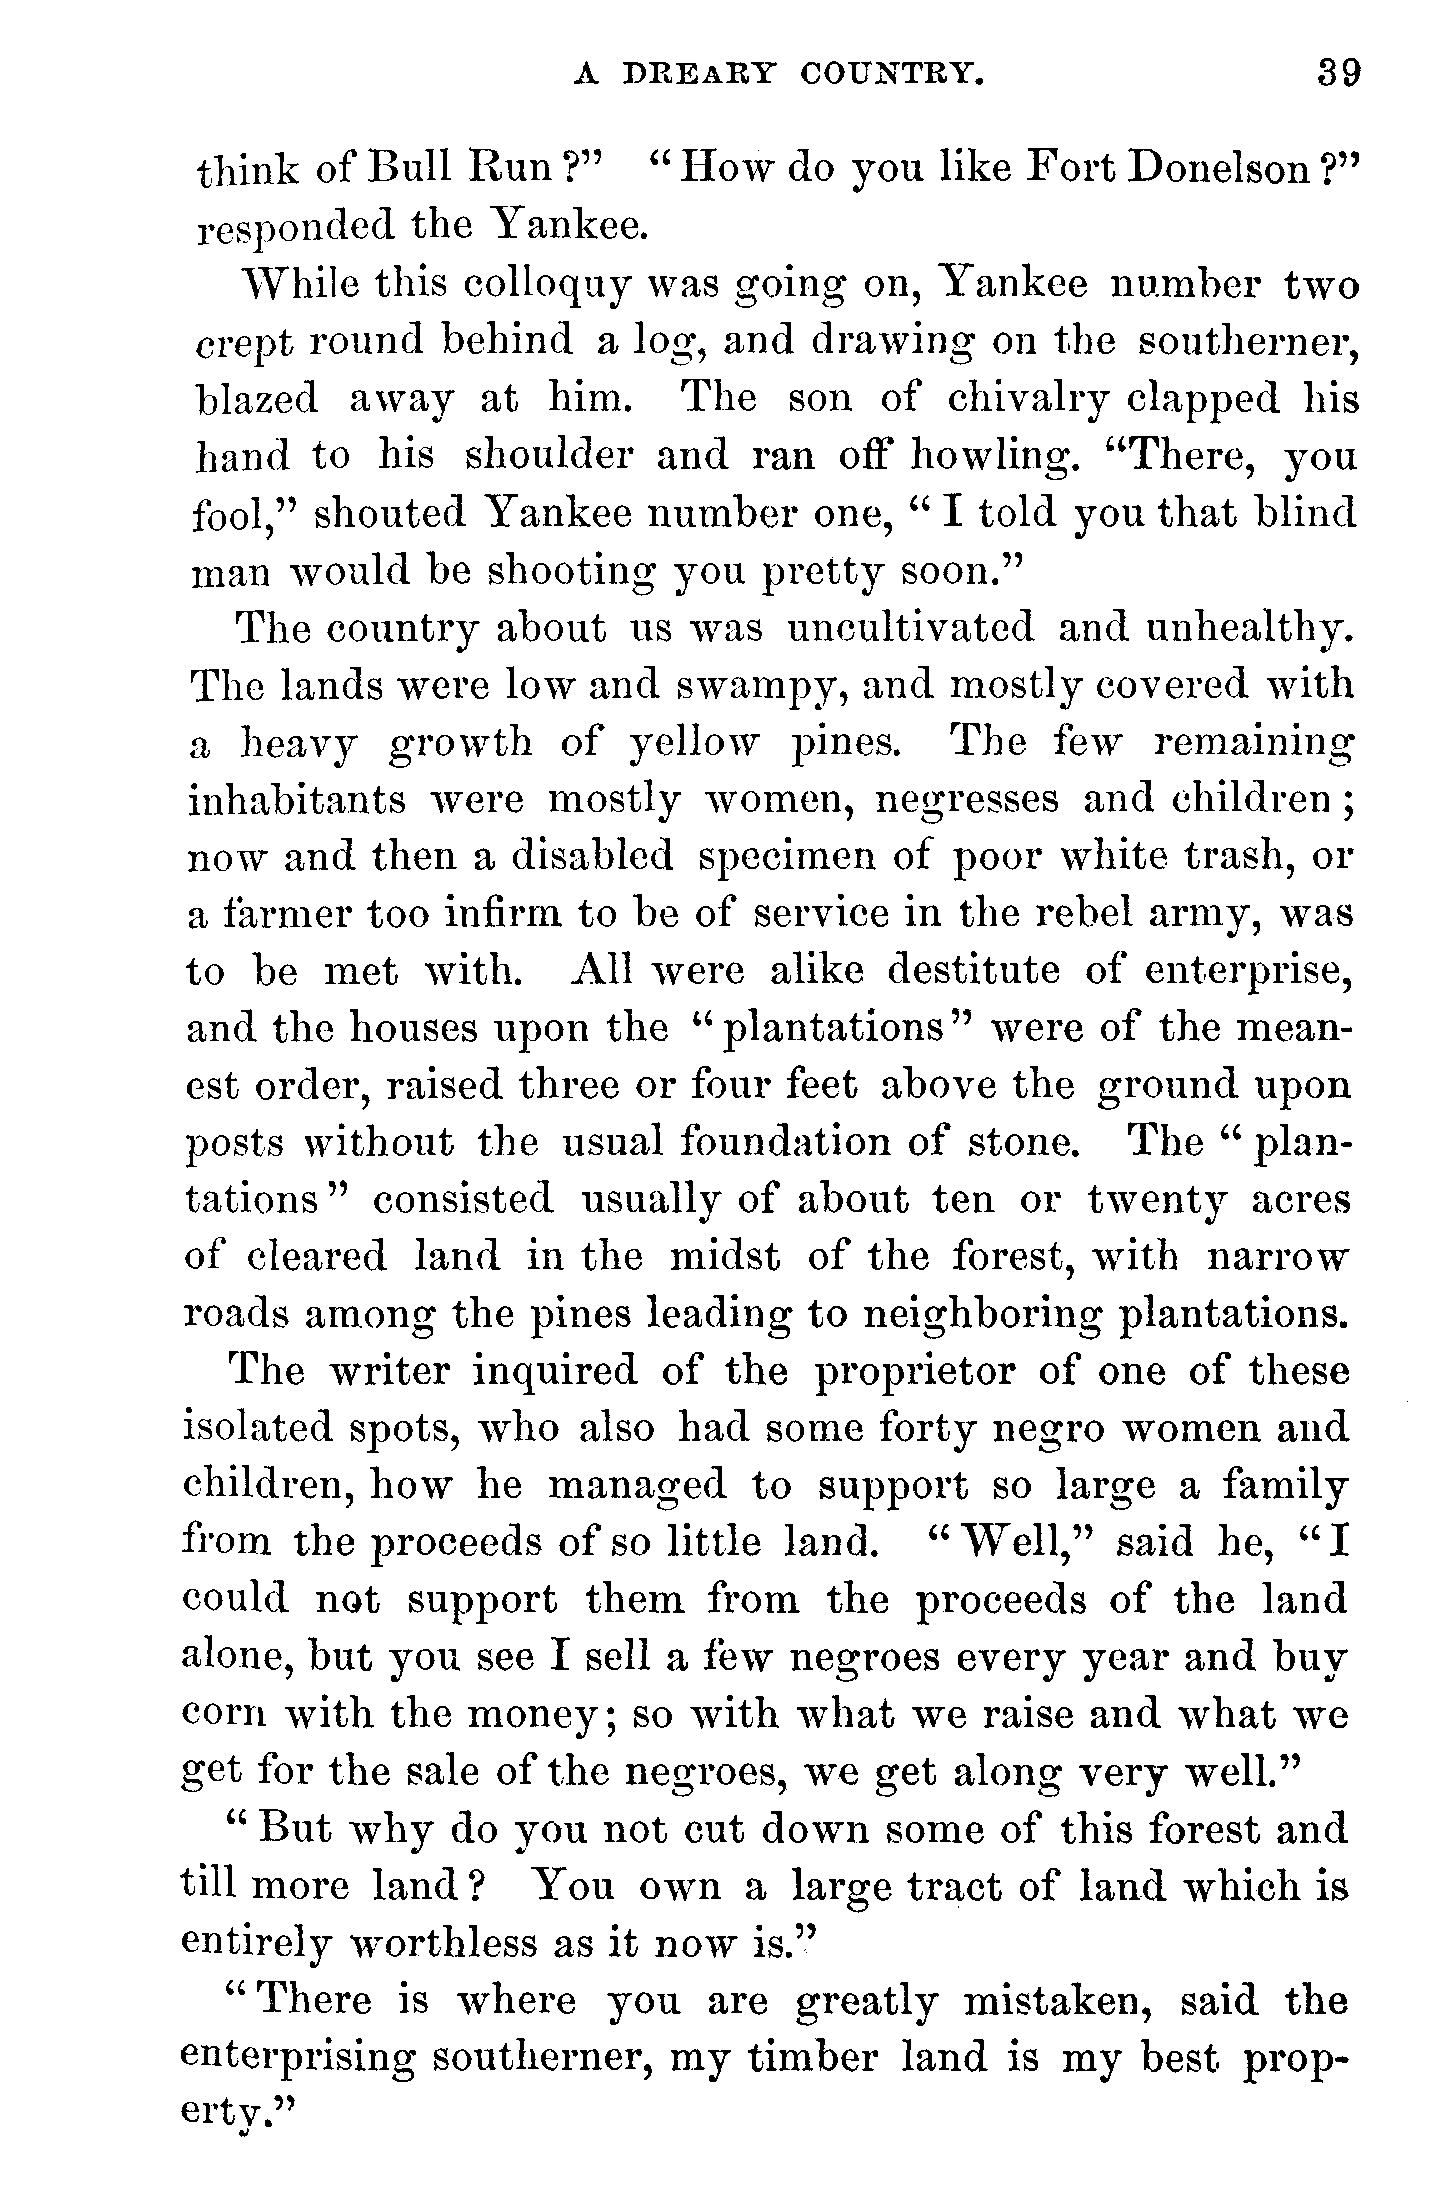 A DREARY COUNTRY. 39
think of Bull Run?" "How do you like Fort Donelson?"
responded the Yankee.
While this colloquy was going on, Yankee number two
crept round behind a log, and drawing on the southerner,
blazed away at him. The son of chivalry clapped his
hand to his shoulder and ran off howling. "There, you
fool," shouted Yankee number one, "I told you that blind
man would be shooting you pretty soon."
The country about us was uncultivated and unhealthy.
The lands were low and swampy, and mostly covered with
a heavy growth of yellow pines. The few remaining
inhabitants were mostly women, negresses and children;
now and then a disabled specimen of poor white trash, or
a farmer too infirm to be of service in the rebel army, was
to be met with. All were alike destitute of enterprise,
and the houses upon the "plantations" were of the mean-
est order, raised three or four feet above the ground upon
posts without the usual foundation of stone. The "plan-
tations" consisted usually of about ten or twenty acres
of cleared land in the midst of the forest, with narrow
roads among the pines leading to neighboring plantations.
The writer inquired of the proprietor of one of these
isolated spots, who also had some forty negro women and
children, how he managed to support so large a family
from the proceeds of so little land. "Well," said he, "I
could not support them from the proceeds of the land
alone, but you see I sell a few negroes every year and buy
corn with the money; so with what we raise and what we
get for the sale of the negroes, we get along very well."
"But why do you not cut down some of this forest and
till more land? You own a large tract of land which is
entirely worthless as it now is."
"There is where you are greatly mistaken, said the
enterprising southerner, my timber land is my best prop-
erty."